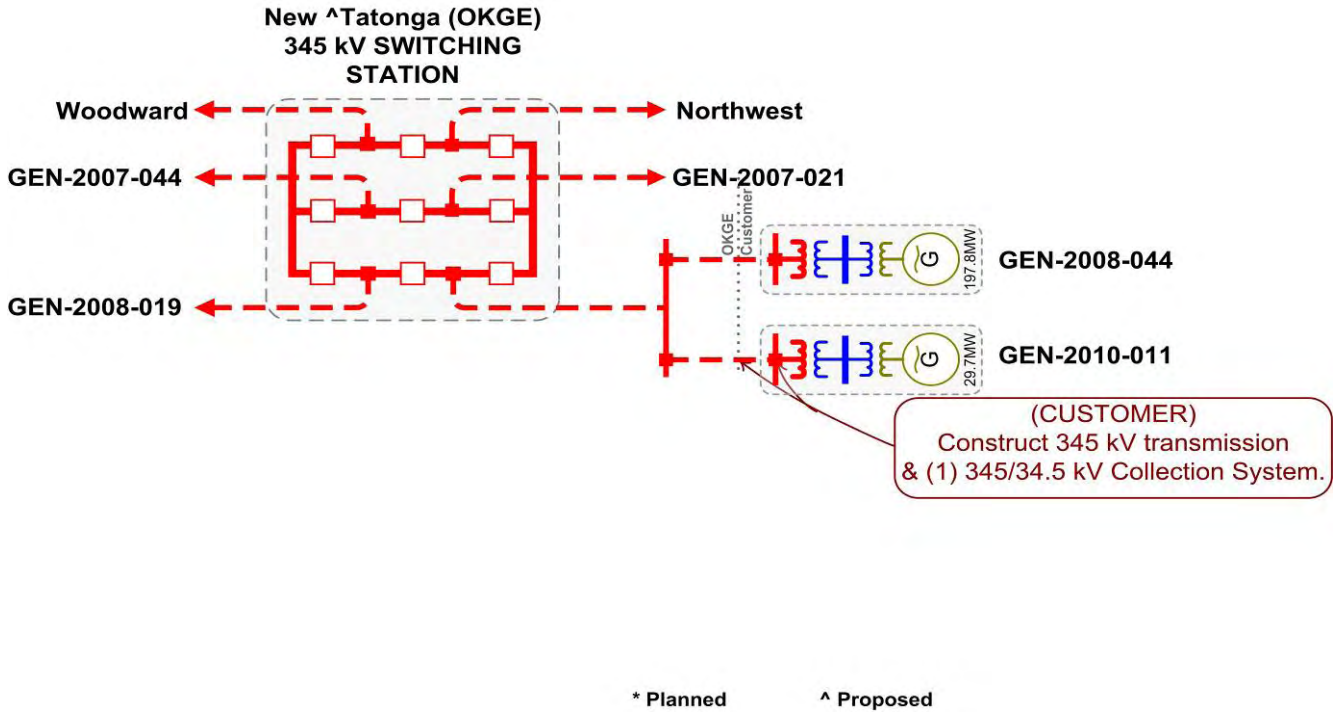 New ^Tatonga (OKGE)
345 kV SWITCHING
STATION
Woodward
Northwest
GEN-2007-044
GEN-2007-021
OKGE
Customer
G
197.8MW
GEN-2008-044
GEN-2008-019
G
29.7MW
GEN-2010-011
(CUSTOMER)
Construct 345 kV transmission
& (1) 345/34.5 kV Collection System.
* Planned
^ Proposed